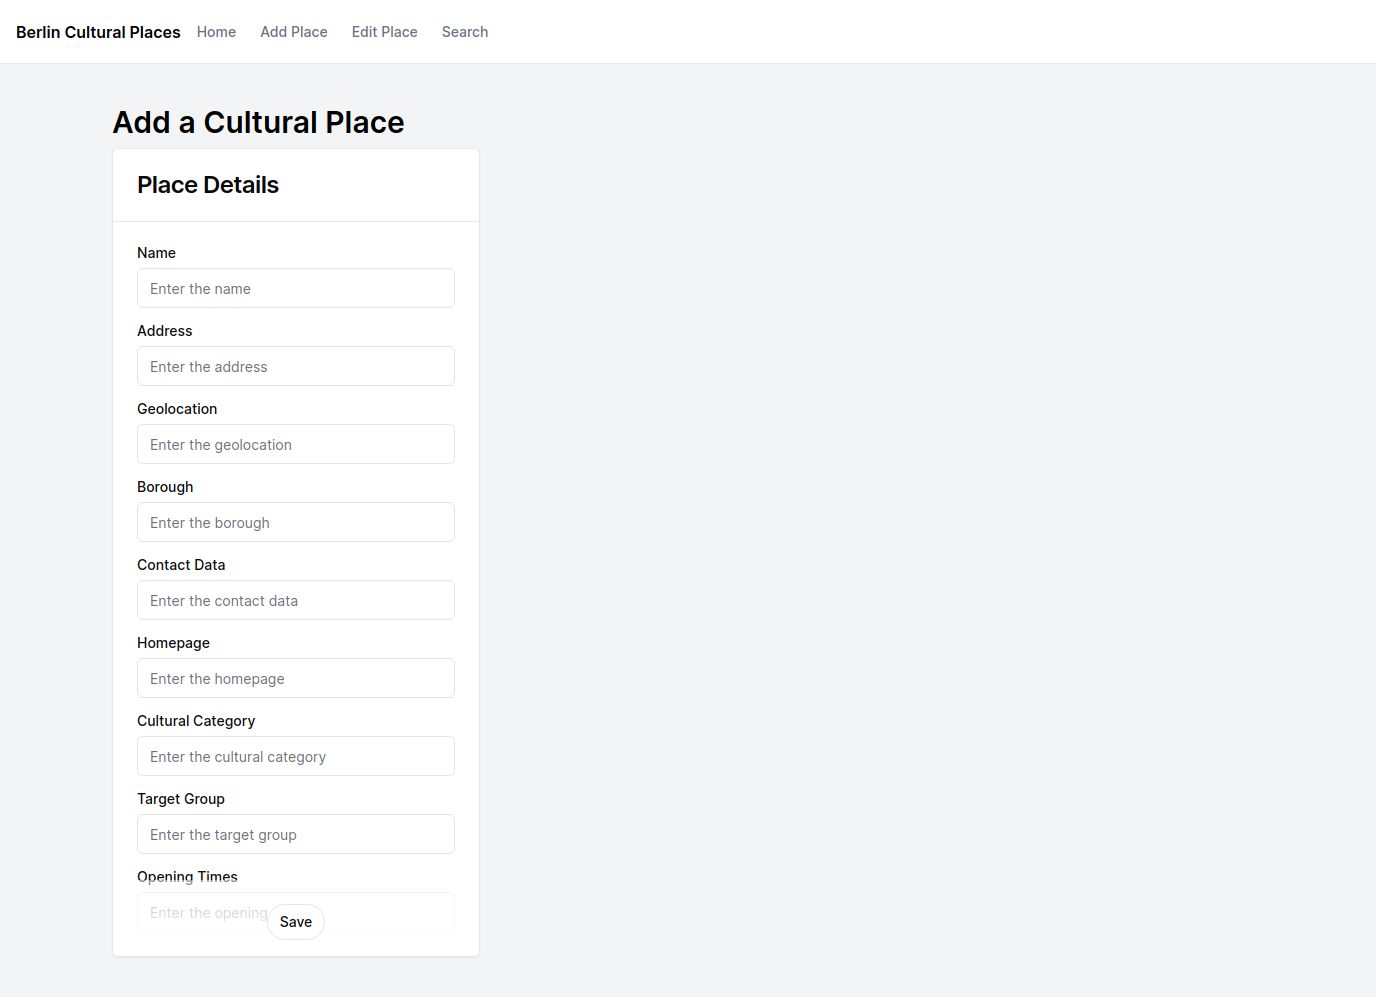 Berlin Cultural Places Home Add Place Edit Place Search
Add a Cultural Place
Place Details
Name
Enter the name
Address
Enter the address
Geolocation
Enter the geolocation
Borough
Enter the borough
Contact Data
Enter the contact data
Homepage
Enter the homepage
Cultural Category
Enter the cultural category
Target Group
Enter the target group
Opening Times
Enter the opening
Save